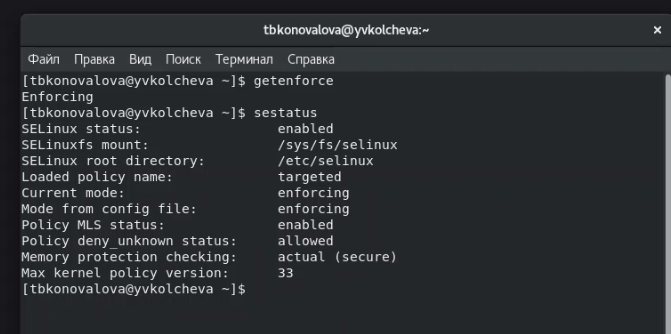 tbkonovalova@yvkolcheva:~
Файл Правка Вид Поиск Терминал Справка
[tbkonovalova@yvkolcheva ~]$ getenforce
Enforcing
[tbkonovalova@yvkolcheva ~]$ sestatus
SELinux status:                 enabled
SELinuxfs mount:                /sys/fs/selinux
SELinux root directory:         /etc/selinux
Loaded policy name:             targeted
Current mode:                   enforcing
Mode from config file:          enforcing
Policy MLS status:              enabled
Policy deny_unknown status:     allowed
Memory protection checking:     actual (secure)
Max kernel policy version:      33
[tbkonovalova@yvkolcheva ~]$